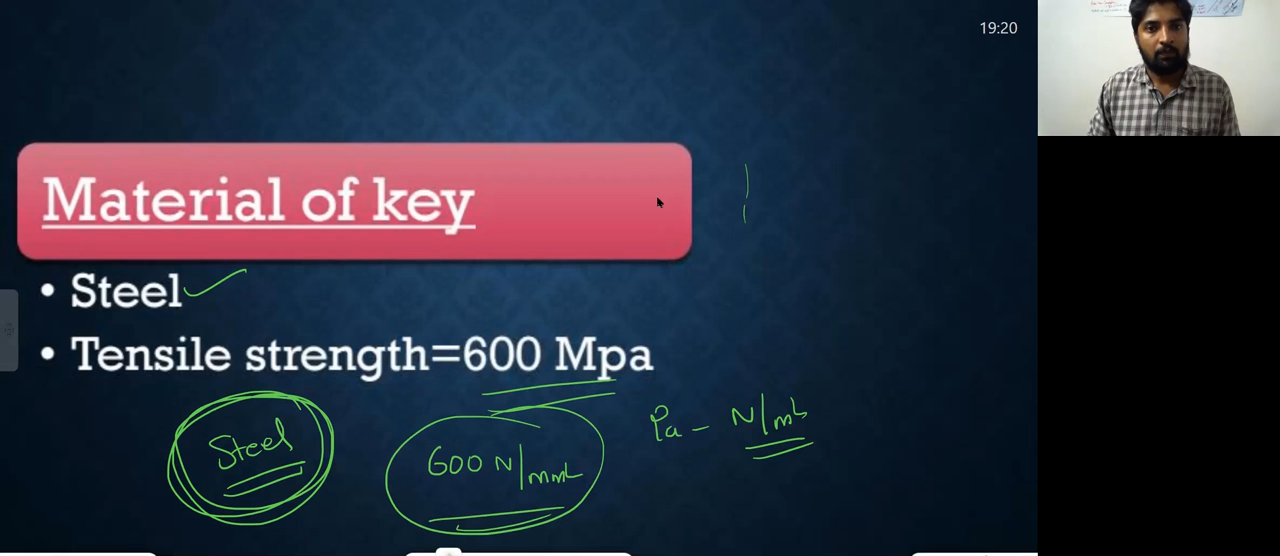 19:20
Material of key
• Steel
• Tensile strength=600 Mpa
Steel
600 N/mm²
Pa - N/m²